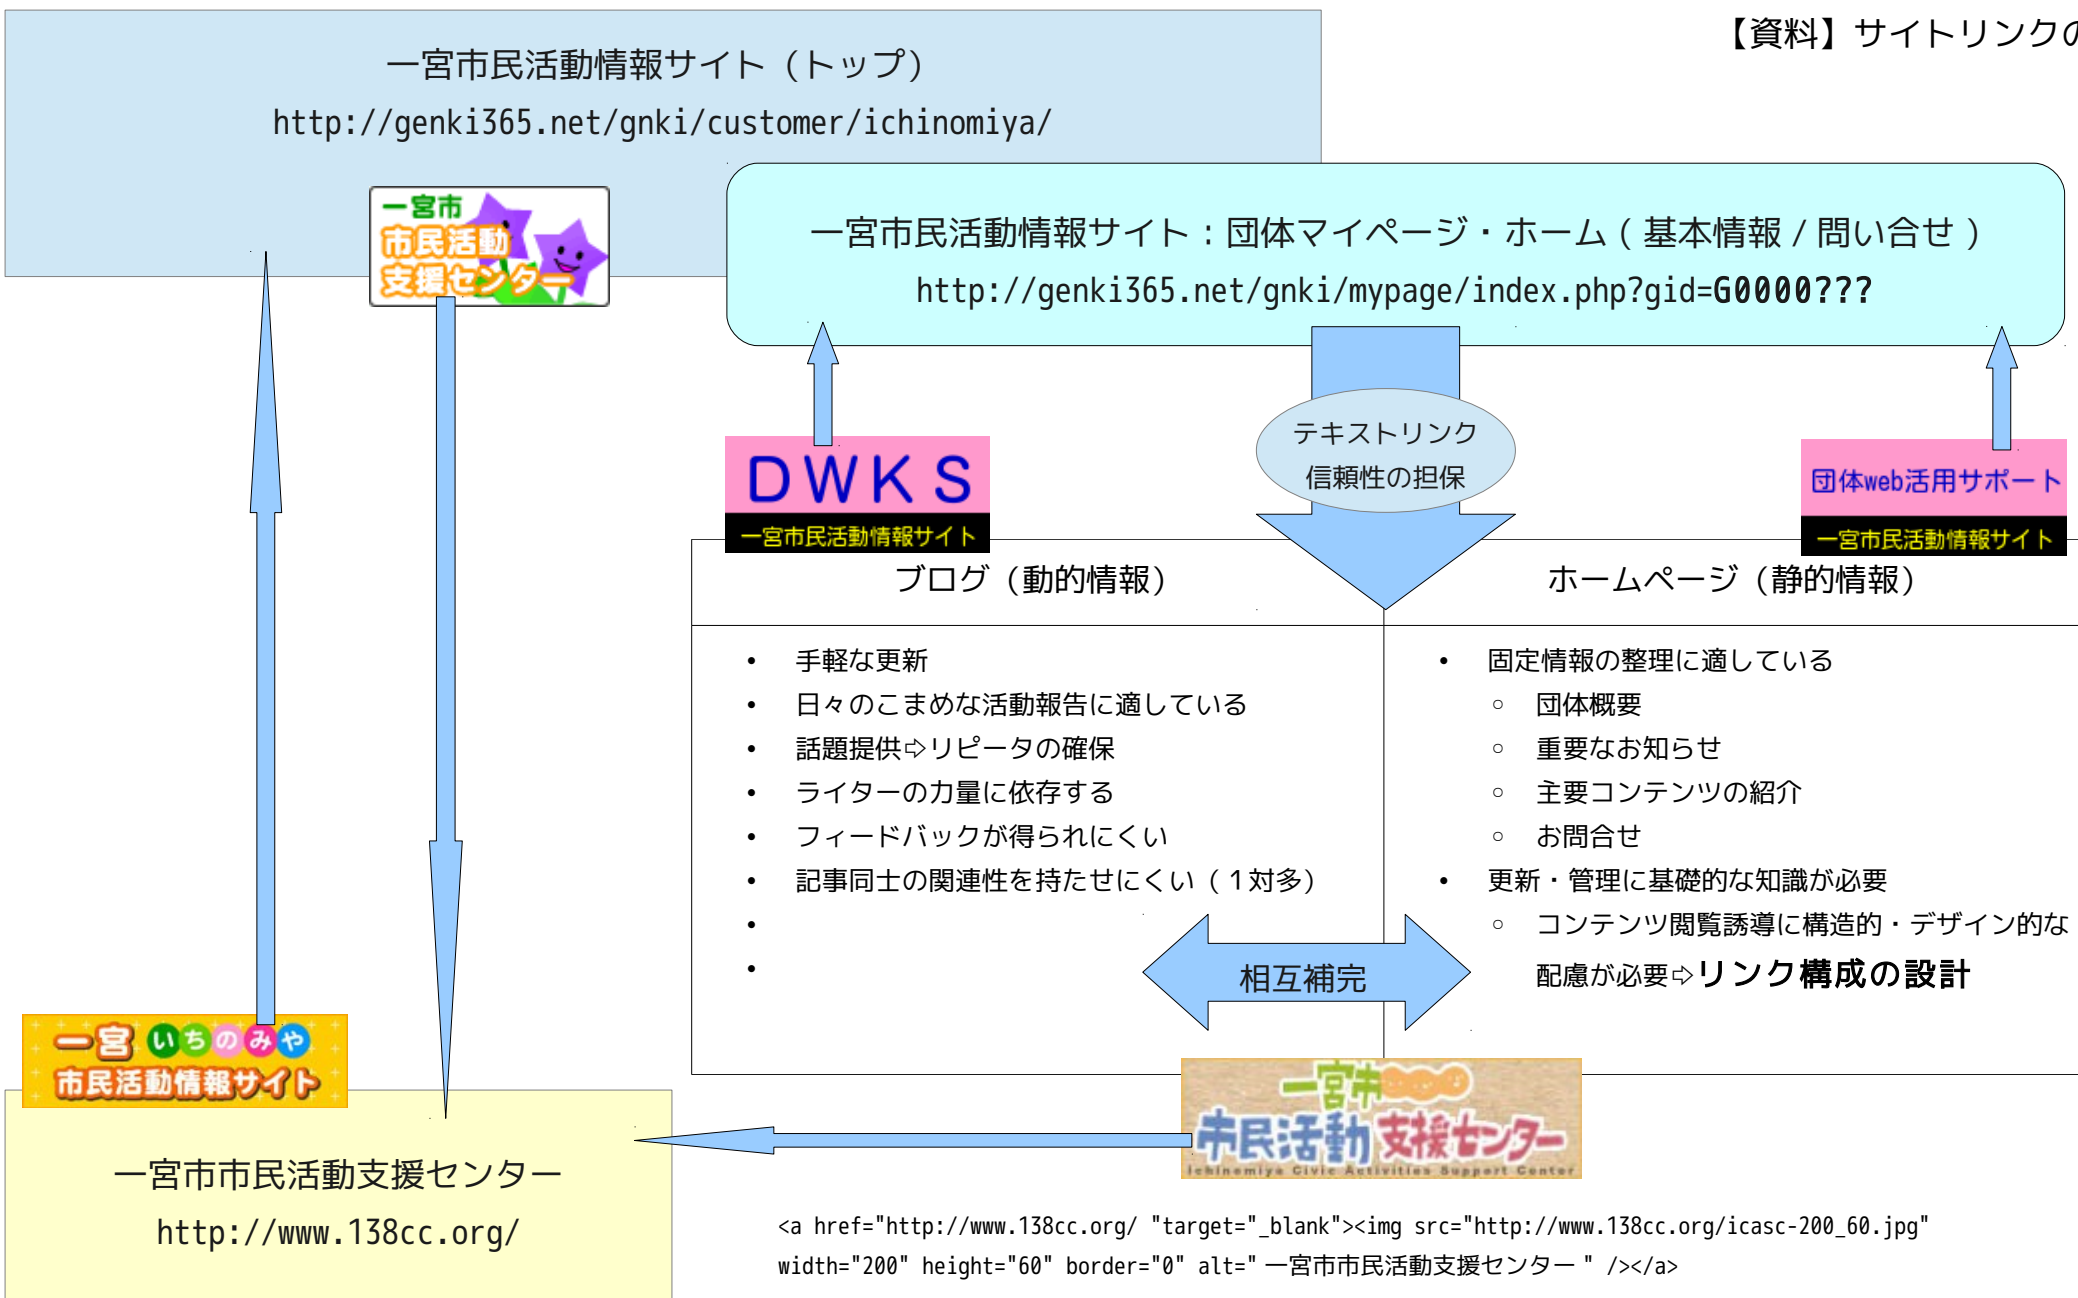 【資料】サイトリンクの
一宮市民活動情報サイト（トップ）
http://genki365.net/gnki/customer/ichinomiya/
一宮市
市民活動
支援センター
一宮市民活動情報サイト：団体マイページ・ホーム ( 基本情報 / 問い合せ )
http://genki365.net/gnki/mypage/index.php?gid=G0000???
テキストリンク
信頼性の担保
ＤＷＫＳ
一宮市民活動情報サイト
団体web活用サポート
一宮市民活動情報サイト
ブログ（動的情報）
• 手軽な更新
• 日々のこまめな活動報告に適している
• 話題提供⇨リピータの確保
• ライターの力量に依存する
• フィードバックが得られにくい
• 記事同士の関連性を持たせにくい（１対多）
•
•
ホームページ（静的情報）
• 固定情報の整理に適している
◦ 団体概要
◦ 重要なお知らせ
◦ 主要コンテンツの紹介
◦ お問合せ
• 更新・管理に基礎的な知識が必要
◦ コンテンツ閲覧誘導に構造的・デザイン的な
配慮が必要⇨リンク構成の設計
相互補完
一宮 いちのみや
市民活動情報サイト
一宮市市民活動支援センター
http://www.138cc.org/
一宮市
市民活動 支援センター
Ichinomiya Civic Activities Support Center
<a href="http://www.138cc.org/ "target="_blank"><img src="http://www.138cc.org/icasc-200_60.jpg"
width="200" height="60" border="0" alt=" 一宮市市民活動支援センター " /></a>